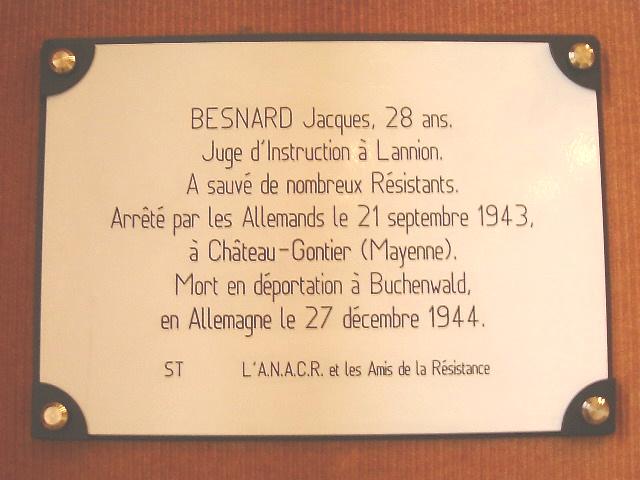 BESNARD Jacques, 28 ans.
Juge d'Instruction à Lannion.
A sauvé de nombreux Résistants.
Arrêté par les Allemands le 21 septembre 1943,
à Château-Gontier (Mayenne).
Mort en déportation à Buchenwald,
en Allemagne le 27 décembre 1944.
ST L'A.N.A.C.R. et les Amis de la Résistance